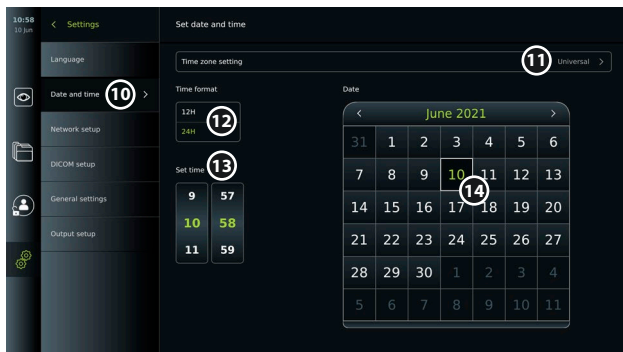 10:58
10 Jun
Settings
Set date and time
Language
Date and time 10
Network setup
DICOM setup
General settings
Output setup
Time zone setting 11 Universal
Time format
12H
24H
12
Set time 13
9 57
10 58
11 59
Date
June 2021
31 1 2 3 4 5 6
7 8 9 10 11 12 13
14
14 15 16 17 18 19 20
21 22 23 24 25 26 27
28 29 30 1 2 3 4
5 6 7 8 9 10 11